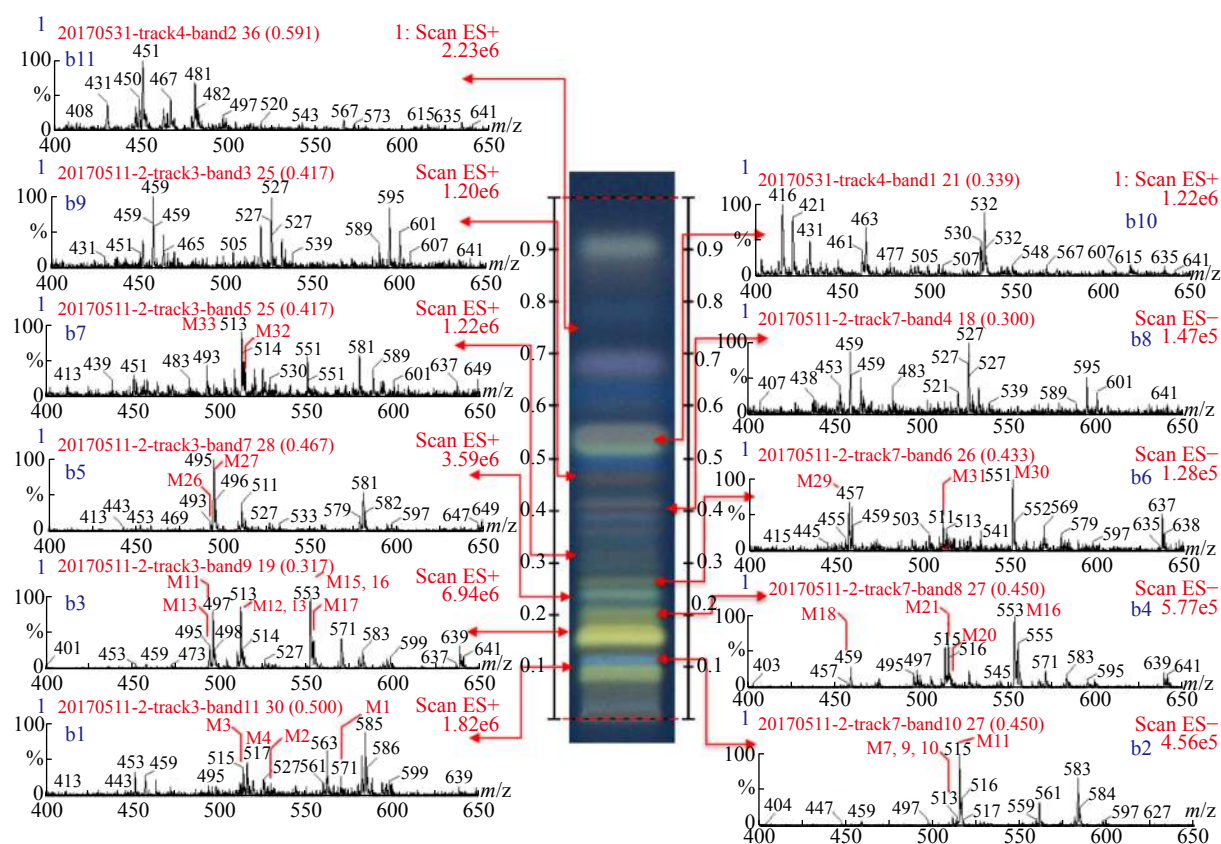 1
20170531-track4-band2 36 (0.591)
1: Scan ES+
2.23e6
b11
100
%
0
408 431 450 451 467 481 482 497 520 543 567 573 615 635 641
400 450 500 550 600 650 m/z
1
20170511-2-track3-band3 25 (0.417)
Scan ES+
1.20e6
b9
100
%
0
431 451 459 459 459 465 505 527 527 527 539 589 595 601 607 641
400 450 500 550 600 650
1
20170511-2-track3-band5 25 (0.417)
Scan ES+
1.22e6
b7
M33 M32
100
%
0
413 439 451 483 493 513 514 530 551 551 581 589 601 637 649
400 450 500 550 600 650
1
20170511-2-track3-band7 28 (0.467)
Scan ES+
3.59e6
b5
M26 M27
100
%
0
413 443 453 469 493 495 496 511 527 533 579 581 582 597 647 649
400 450 500 550 600 650
1
20170511-2-track3-band9 19 (0.317)
Scan ES+
6.94e6
b3
M11 M13 M12, 13 M15, 16 M17
100
%
0
401 453 459 473 495 497 498 513 514 527 553 571 583 599 637 639 641
400 450 500 550 600 650
1
20170511-2-track3-band11 30 (0.500)
Scan ES+
1.82e6
b1
M3 M4 M2 M1
100
%
0
413 443 453 459 495 515 517 527 561 563 571 585 586 599 639
400 450 500 550 600 650 m/z
0.9
0.8
0.7
0.6
0.5
0.4
0.3
0.2
0.1
0.9
0.8
0.7
0.6
0.5
0.4
0.3
0.2
0.1
1
20170531-track4-band1 21 (0.339)
1: Scan ES+
1.22e6
b10
100
%
0
416 421 431 461 463 477 505 507 530 532 532 548 567 607 615 635 641
400 450 500 550 600 650
1
20170511-2-track7-band4 18 (0.300)
Scan ES−
1.47e5
b8
100
%
0
407 438 453 459 459 483 521 527 527 527 539 589 595 601 641
400 450 500 550 600 650
1
20170511-2-track7-band6 26 (0.433)
Scan ES−
1.28e5
b6
M29 M31 M30
100
%
0
415 445 455 457 459 503 511 513 541 551 552 569 579 597 635 637 638
400 450 500 550 600 650
1
20170511-2-track7-band8 27 (0.450)
Scan ES−
5.77e5
b4
M18 M21 M20 M16
100
%
0
403 457 459 495 497 515 516 545 553 555 571 583 595 639 641
400 450 500 550 600 650
1
20170511-2-track7-band10 27 (0.450)
Scan ES−
4.56e5
b2
M7, 9, 10 M11
100
%
0
404 447 459 497 513 515 516 517 559 561 583 584 597 627 m/z
400 450 500 550 600 650